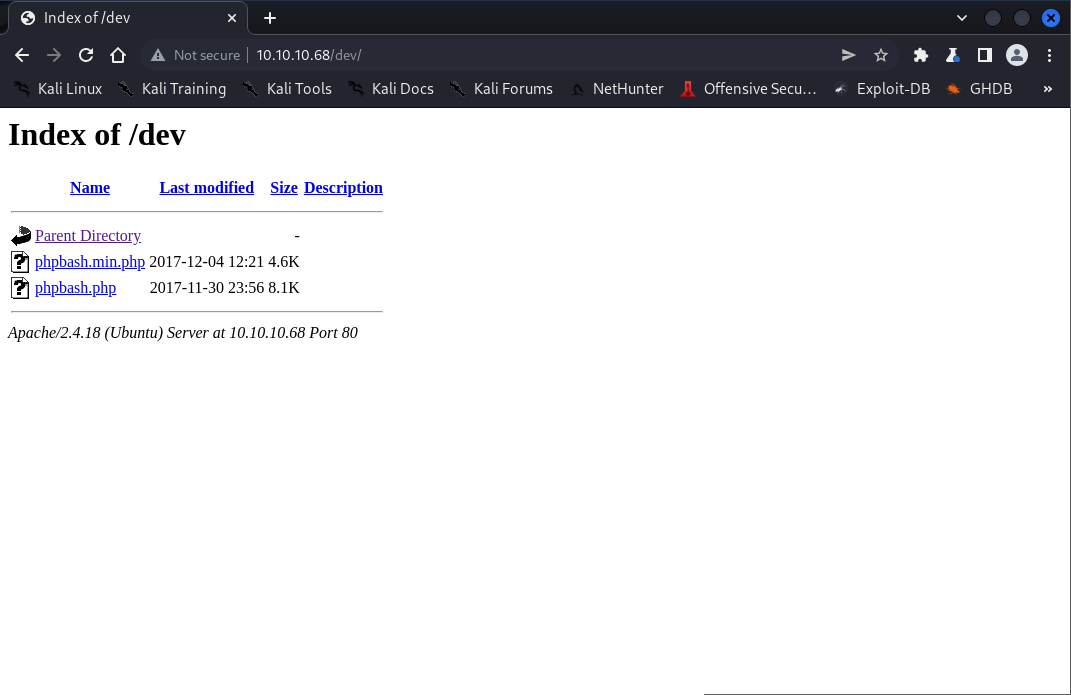 Index of /dev
Not secure 10.10.10.68/dev/
Kali Linux Kali Training Kali Tools Kali Docs Kali Forums NetHunter Offensive Secu... Exploit-DB GHDB »
Index of /dev
Name Last modified Size Description
Parent Directory -
phpbash.min.php 2017-12-04 12:21 4.6K
phpbash.php 2017-11-30 23:56 8.1K
Apache/2.4.18 (Ubuntu) Server at 10.10.10.68 Port 80